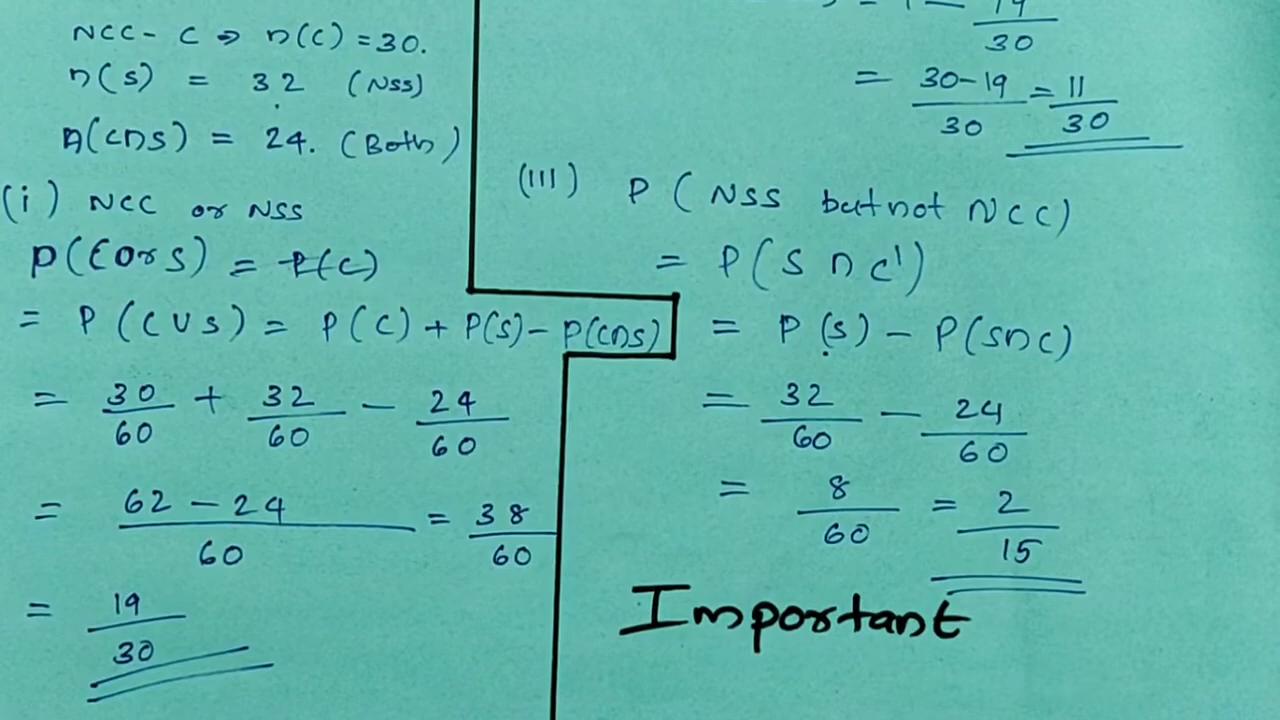 NCC - C ⇒ n(C) = 30.
n(S) = 32 (NSS)
n(C∩S) = 24. (Both)
(i) NCC or NSS
P(C or S) = P(C)
= P(C∪S) = P(C) + P(S) - P(C∩S)
= 30/60 + 32/60 - 24/60
= 62 - 24/60 = 38/60
= 19/30
= 1 - 19/30
= 30-19/30 = 11/30
(III) P(NSS but not NCC)
= P(S∩C')
= P(S) - P(S∩C)
= 32/60 - 24/60
= 8/60 = 2/15
Important